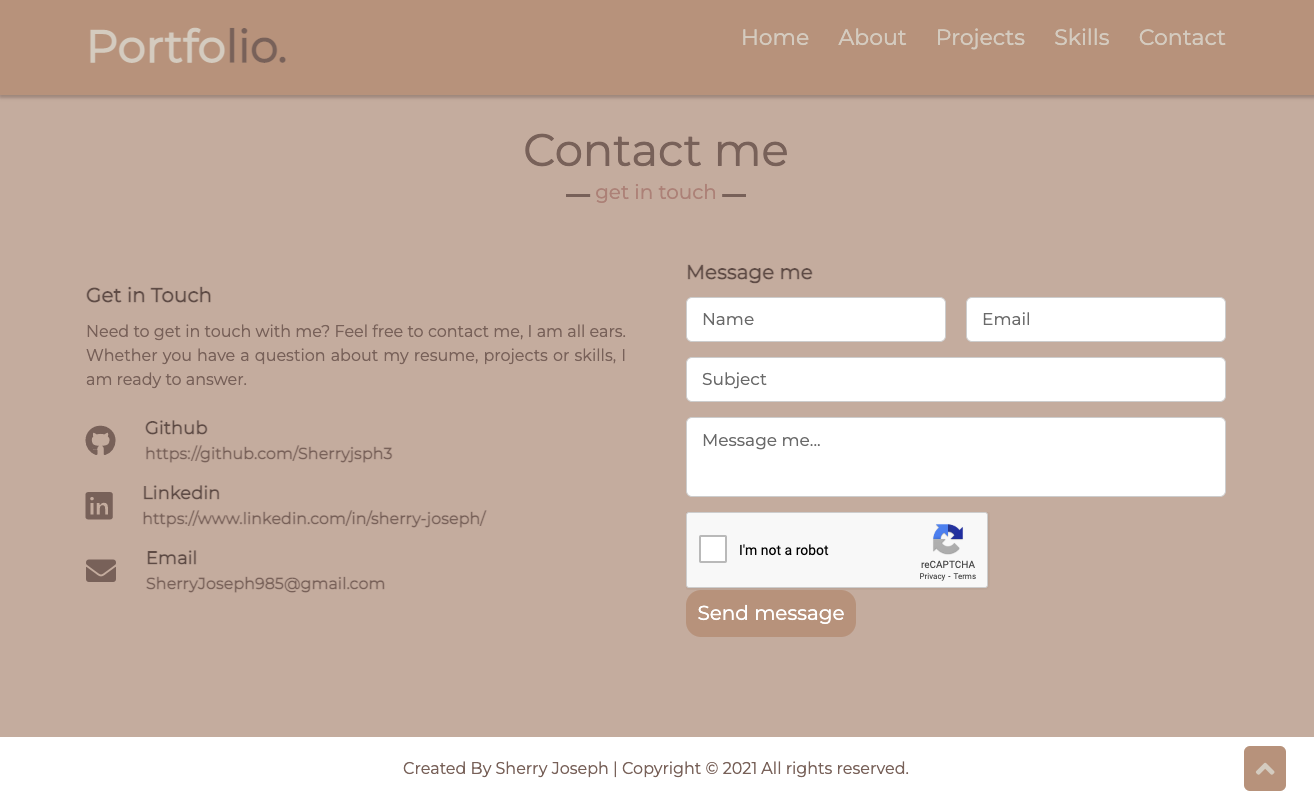 Portfolio.
Home About Projects Skills Contact
Contact me
get in touch
Get in Touch
Need to get in touch with me? Feel free to contact me, I am all ears.
Whether you have a question about my resume, projects or skills, I
am ready to answer.
Github
https://github.com/Sherryjsph3
Linkedin
https://www.linkedin.com/in/sherry-joseph/
Email
SherryJoseph985@gmail.com
Message me
Name
Email
Subject
Message me...
I'm not a robot
reCAPTCHA
Privacy - Terms
Send message
Created By Sherry Joseph | Copyright © 2021 All rights reserved.